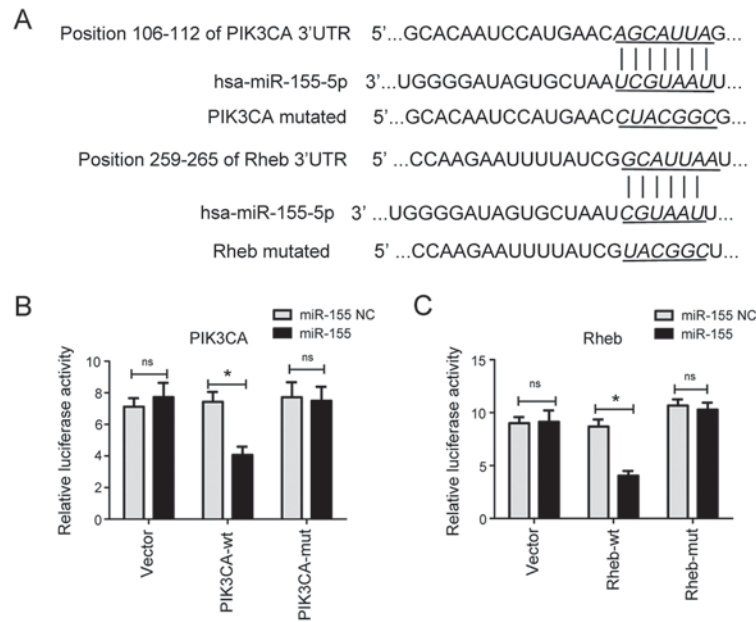 A
Position 106-112 of PIK3CA 3'UTR 5'...GCACAAUCCAUGAACAGCAUUAG...
hsa-miR-155-5p 3'...UGGGGAUAGUGCUAAUCGUAAUU...
PIK3CA mutated 5'...GCACAAUCCAUGAACCUACGGCG...
Position 259-265 of Rheb 3'UTR 5'...CCAAGAAUUUUAUCGGCAUUAAU...
hsa-miR-155-5p 3'...UGGGGAUAGUGCUAAUCGUAAUU...
Rheb mutated 5'...CCAAGAAUUUUAUCGUACGGCU...
B
PIK3CA
miR-155 NC
miR-155
Relative luciferase activity
10
8
6
4
2
0
ns
*
ns
Vector
PIK3CA-wt
PIK3CA-mut
C
Rheb
miR-155 NC
miR-155
Relative luciferase activity
15
10
5
0
ns
*
ns
Vector
Rheb-wt
Rheb-mut